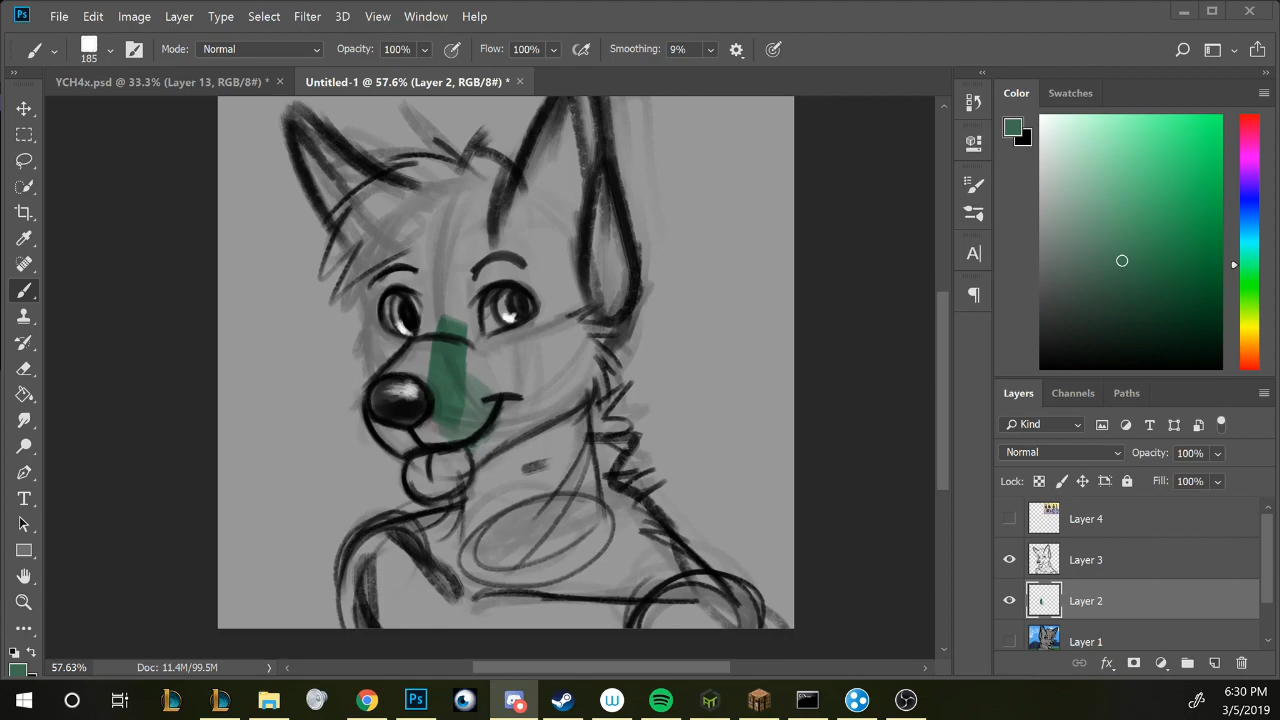 Ps File Edit Image Layer Type Select Filter 3D View Window Help
185 Mode: Normal Opacity: 100% Flow: 100% Smoothing: 9%
YCH4x.psd @ 33.3% (Layer 13, RGB/8#) * Untitled-1 @ 57.6% (Layer 2, RGB/8#) *
Color Swatches
Layers Channels Paths
Kind
Normal Opacity: 100%
Lock: Fill: 100%
Layer 4
Layer 3
Layer 2
Layer 1
57.63% Doc: 11.4M/99.5M
6:30 PM
3/5/2019